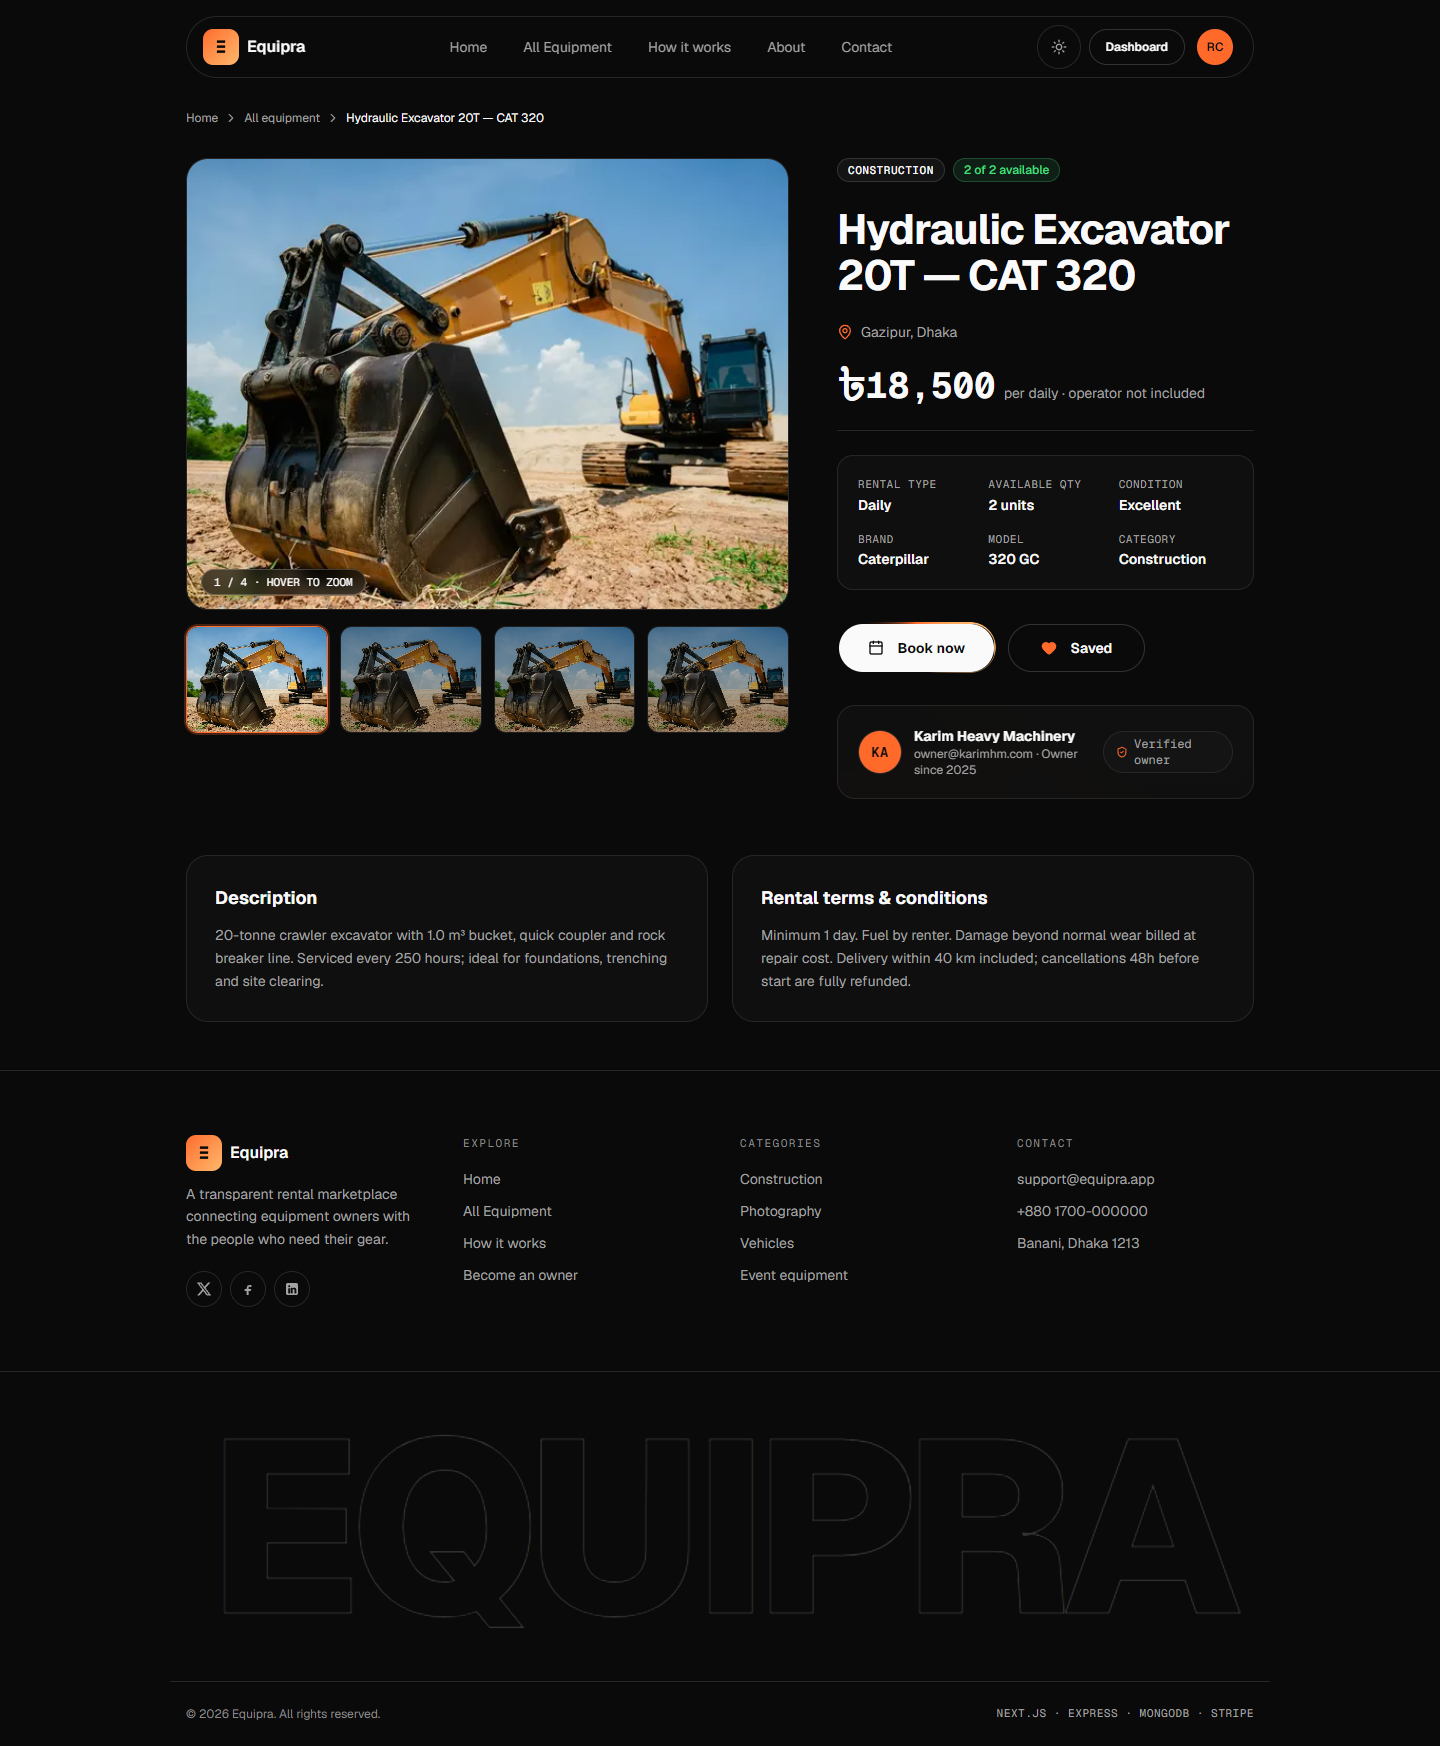 Equipra
Home
All Equipment
How it works
About
Contact
Dashboard
RC
Home
All equipment
Hydraulic Excavator 20T — CAT 320
1 / 4 · HOVER TO ZOOM
CONSTRUCTION
2 of 2 available
Hydraulic Excavator
20T — CAT 320
Gazipur, Dhaka
৳18,500 per daily · operator not included
RENTAL TYPE
Daily
AVAILABLE QTY
2 units
CONDITION
Excellent
BRAND
Caterpillar
MODEL
320 GC
CATEGORY
Construction
Book now
Saved
KA
Karim Heavy Machinery
owner@karimhm.com · Owner
since 2025
Verified
owner
Description
20-tonne crawler excavator with 1.0 m³ bucket, quick coupler and rock
breaker line. Serviced every 250 hours; ideal for foundations, trenching
and site clearing.
Rental terms & conditions
Minimum 1 day. Fuel by renter. Damage beyond normal wear billed at
repair cost. Delivery within 40 km included; cancellations 48h before
start are fully refunded.
Equipra
A transparent rental marketplace
connecting equipment owners with
the people who need their gear.
EXPLORE
Home
All Equipment
How it works
Become an owner
CATEGORIES
Construction
Photography
Vehicles
Event equipment
CONTACT
support@equipra.app
+880 1700-000000
Banani, Dhaka 1213
EQUIPRA
© 2026 Equipra. All rights reserved.
NEXT.JS · EXPRESS · MONGODB · STRIPE